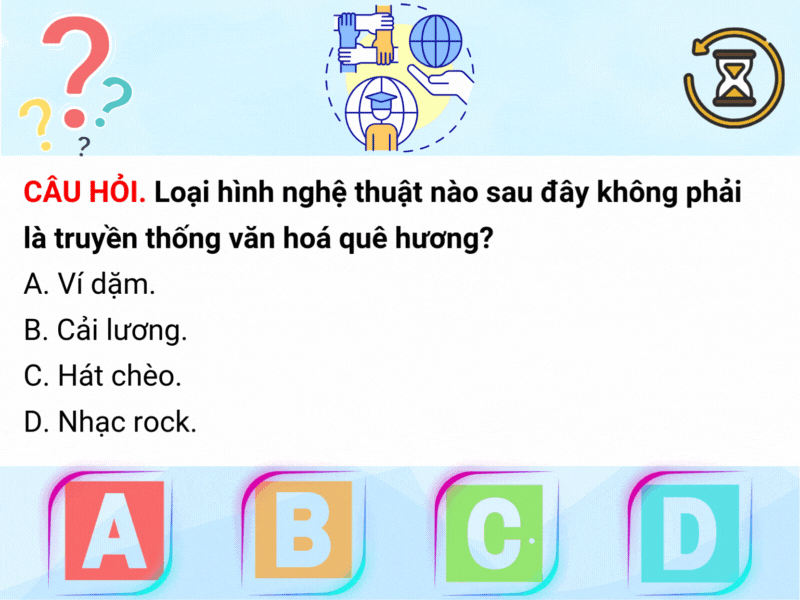 CÂU HỎI. Loại hình nghệ thuật nào sau đây không phải
là truyền thống văn hoá quê hương?
A. Ví dặm.
B. Cải lương.
C. Hát chèo.
D. Nhạc rock.
A B C D